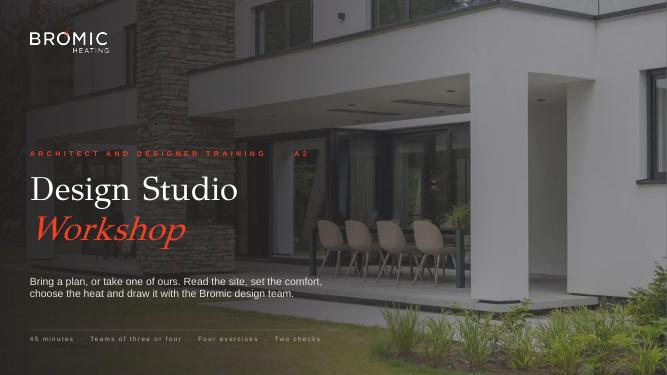 BROMIC
HEATING
ARCHITECT AND DESIGNER TRAINING · A2
Design Studio
Workshop
Bring a plan, or take one of ours. Read the site, set the comfort,
choose the heat and draw it with the Bromic design team.
45 minutes · Teams of three or four · Four exercises · Two checks